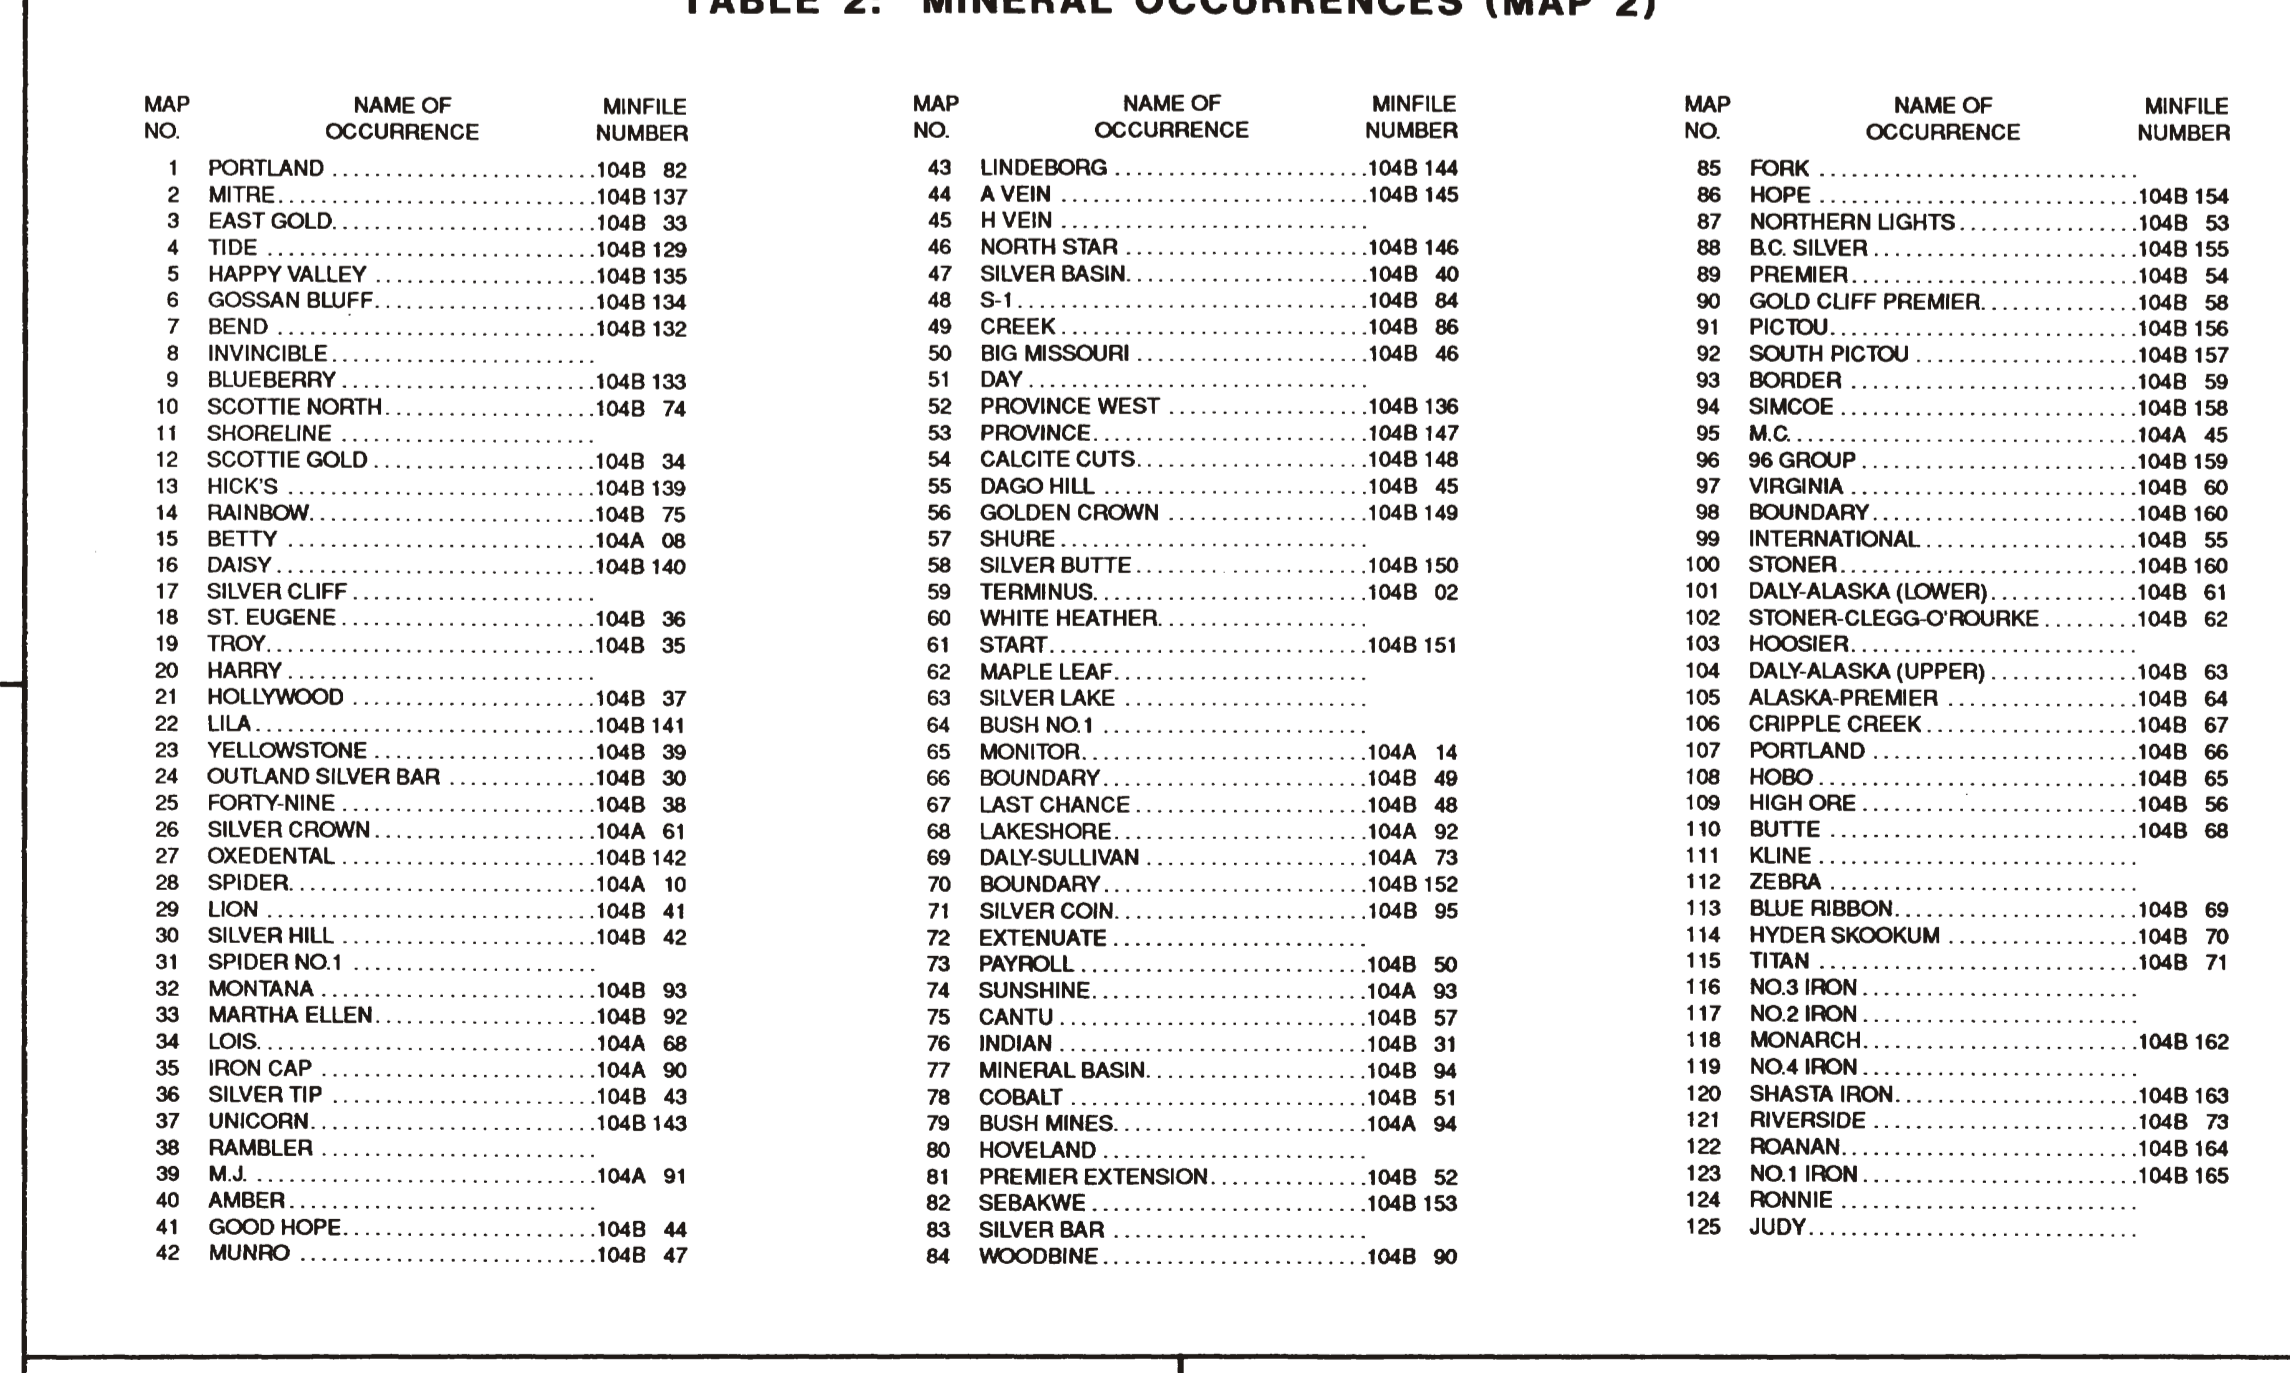 TABLE 2: MINERAL OCCURRENCES (MAP 2)
MAP NAME OF MINFILE
NO. OCCURRENCE NUMBER
1 PORTLAND ........................ 104B 82
2 MITRE ........................ 104B 137
3 EAST GOLD ........................ 104B 33
4 TIDE ........................ 104B 129
5 HAPPY VALLEY ........................ 104B 135
6 GOSSAN BLUFF ........................ 104B 134
7 BEND ........................ 104B 132
8 INVINCIBLE ........................
9 BLUEBERRY ........................ 104B 133
10 SCOTTIE NORTH ........................ 104B 74
11 SHORELINE ........................
12 SCOTTIE GOLD ........................ 104B 34
13 HICK'S ........................ 104B 139
14 RAINBOW ........................ 104B 75
15 BETTY ........................ 104A 08
16 DAISY ........................ 104B 140
17 SILVER CLIFF ........................
18 ST. EUGENE ........................ 104B 36
19 TROY ........................ 104B 35
20 HARRY ........................
21 HOLLYWOOD ........................ 104B 37
22 LILA ........................ 104B 141
23 YELLOWSTONE ........................ 104B 39
24 OUTLAND SILVER BAR ........................ 104B 30
25 FORTY-NINE ........................ 104B 38
26 SILVER CROWN ........................ 104A 61
27 OXEDENTAL ........................ 104B 142
28 SPIDER ........................ 104A 10
29 LION ........................ 104B 41
30 SILVER HILL ........................ 104B 42
31 SPIDER NO.1 ........................
32 MONTANA ........................ 104B 93
33 MARTHA ELLEN ........................ 104B 92
34 LOIS ........................ 104A 68
35 IRON CAP ........................ 104A 90
36 SILVER TIP ........................ 104B 43
37 UNICORN ........................ 104B 143
38 RAMBLER ........................
39 M.J. ........................ 104A 91
40 AMBER ........................
41 GOOD HOPE ........................ 104B 44
42 MUNRO ........................ 104B 47
MAP NAME OF MINFILE
NO. OCCURRENCE NUMBER
43 LINDEBORG ........................ 104B 144
44 A VEIN ........................ 104B 145
45 H VEIN ........................
46 NORTH STAR ........................ 104B 146
47 SILVER BASIN ........................ 104B 40
48 S-1 ........................ 104B 84
49 CREEK ........................ 104B 86
50 BIG MISSOURI ........................ 104B 46
51 DAY ........................
52 PROVINCE WEST ........................ 104B 136
53 PROVINCE ........................ 104B 147
54 CALCITE CUTS ........................ 104B 148
55 DAGO HILL ........................ 104B 45
56 GOLDEN CROWN ........................ 104B 149
57 SHURE ........................
58 SILVER BUTTE ........................ 104B 150
59 TERMINUS ........................ 104B 02
60 WHITE HEATHER ........................
61 START ........................ 104B 151
62 MAPLE LEAF ........................
63 SILVER LAKE ........................
64 BUSH NO.1 ........................
65 MONITOR ........................ 104A 14
66 BOUNDARY ........................ 104B 49
67 LAST CHANCE ........................ 104B 48
68 LAKESHORE ........................ 104A 92
69 DALY-SULLIVAN ........................ 104A 73
70 BOUNDARY ........................ 104B 152
71 SILVER COIN ........................ 104B 95
72 EXTENUATE ........................
73 PAYROLL ........................ 104B 50
74 SUNSHINE ........................ 104A 93
75 CANTU ........................ 104B 57
76 INDIAN ........................ 104B 31
77 MINERAL BASIN ........................ 104B 94
78 COBALT ........................ 104B 51
79 BUSH MINES ........................ 104A 94
80 HOVELAND ........................
81 PREMIER EXTENSION ........................ 104B 52
82 SEBAKWE ........................ 104B 153
83 SILVER BAR ........................
84 WOODBINE ........................ 104B 90
MAP NAME OF MINFILE
NO. OCCURRENCE NUMBER
85 FORK ........................
86 HOPE ........................ 104B 154
87 NORTHERN LIGHTS ........................ 104B 53
88 B.C. SILVER ........................ 104B 155
89 PREMIER ........................ 104B 54
90 GOLD CLIFF PREMIER ........................ 104B 58
91 PICTOU ........................ 104B 156
92 SOUTH PICTOU ........................ 104B 157
93 BORDER ........................ 104B 59
94 SIMCOE ........................ 104B 158
95 M.C. ........................ 104A 45
96 96 GROUP ........................ 104B 159
97 VIRGINIA ........................ 104B 60
98 BOUNDARY ........................ 104B 160
99 INTERNATIONAL ........................ 104B 55
100 STONER ........................ 104B 160
101 DALY-ALASKA (LOWER) ........................ 104B 61
102 STONER-CLEGG-O'ROURKE ......... 104B 62
103 HOOSIER ........................
104 DALY-ALASKA (UPPER) ........................ 104B 63
105 ALASKA-PREMIER ........................ 104B 64
106 CRIPPLE CREEK ........................ 104B 67
107 PORTLAND ........................ 104B 66
108 HOBO ........................ 104B 65
109 HIGH ORE ........................ 104B 56
110 BUTTE ........................ 104B 68
111 KLINE ........................
112 ZEBRA ........................
113 BLUE RIBBON ........................ 104B 69
114 HYDER SKOOKUM ........................ 104B 70
115 TITAN ........................ 104B 71
116 NO.3 IRON ........................
117 NO.2 IRON ........................
118 MONARCH ........................ 104B 162
119 NO.4 IRON ........................
120 SHASTA IRON ........................ 104B 163
121 RIVERSIDE ........................ 104B 73
122 ROANAN ........................ 104B 164
123 NO.1 IRON ........................ 104B 165
124 RONNIE ........................
125 JUDY ........................